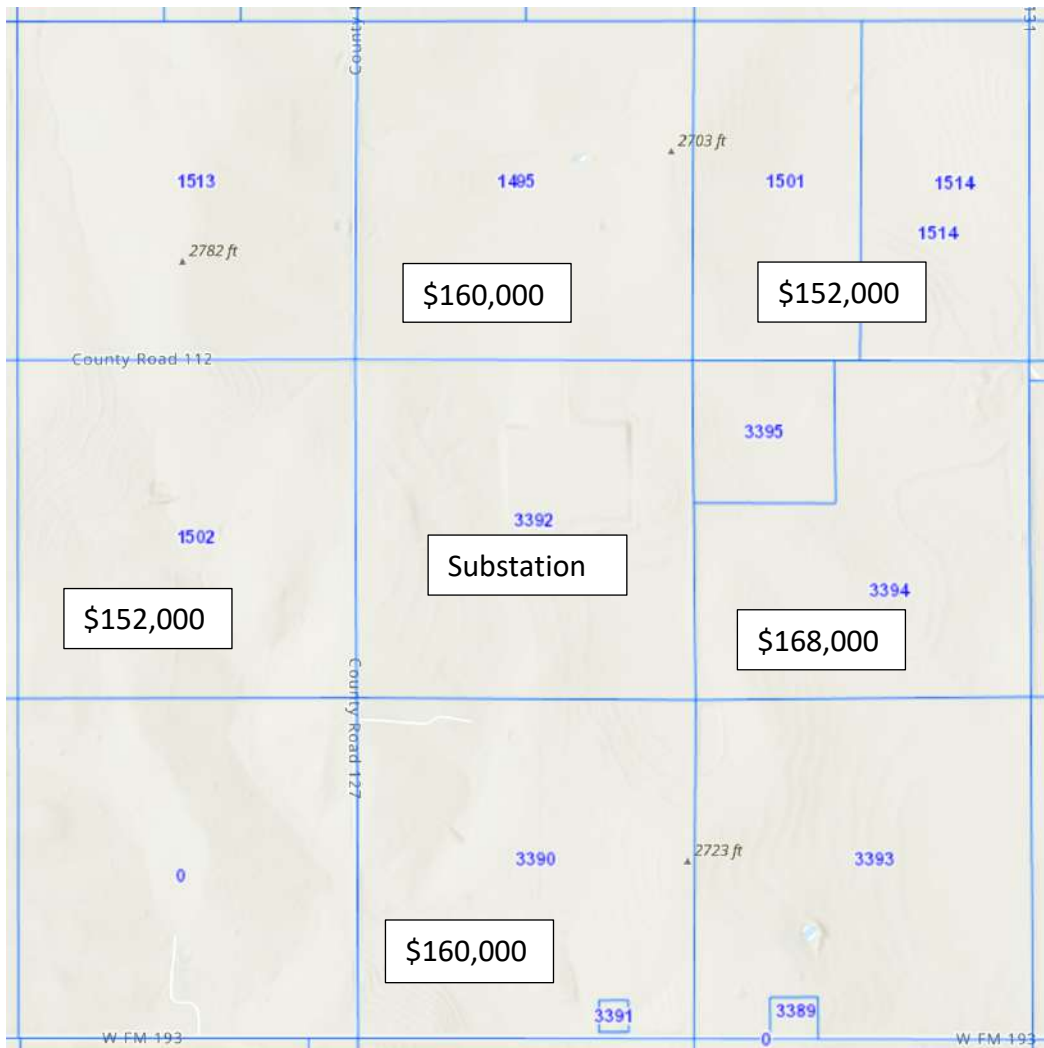 County
131
2703 ft
1513
1495
1501
1514
1514
2782 ft
$160,000
$152,000
County Road 112
3395
3392
1502
Substation
3394
$152,000
$168,000
County Road 127
2723 ft
3390
3393
0
$160,000
3391
3389
W FM 193
0
W FM 193